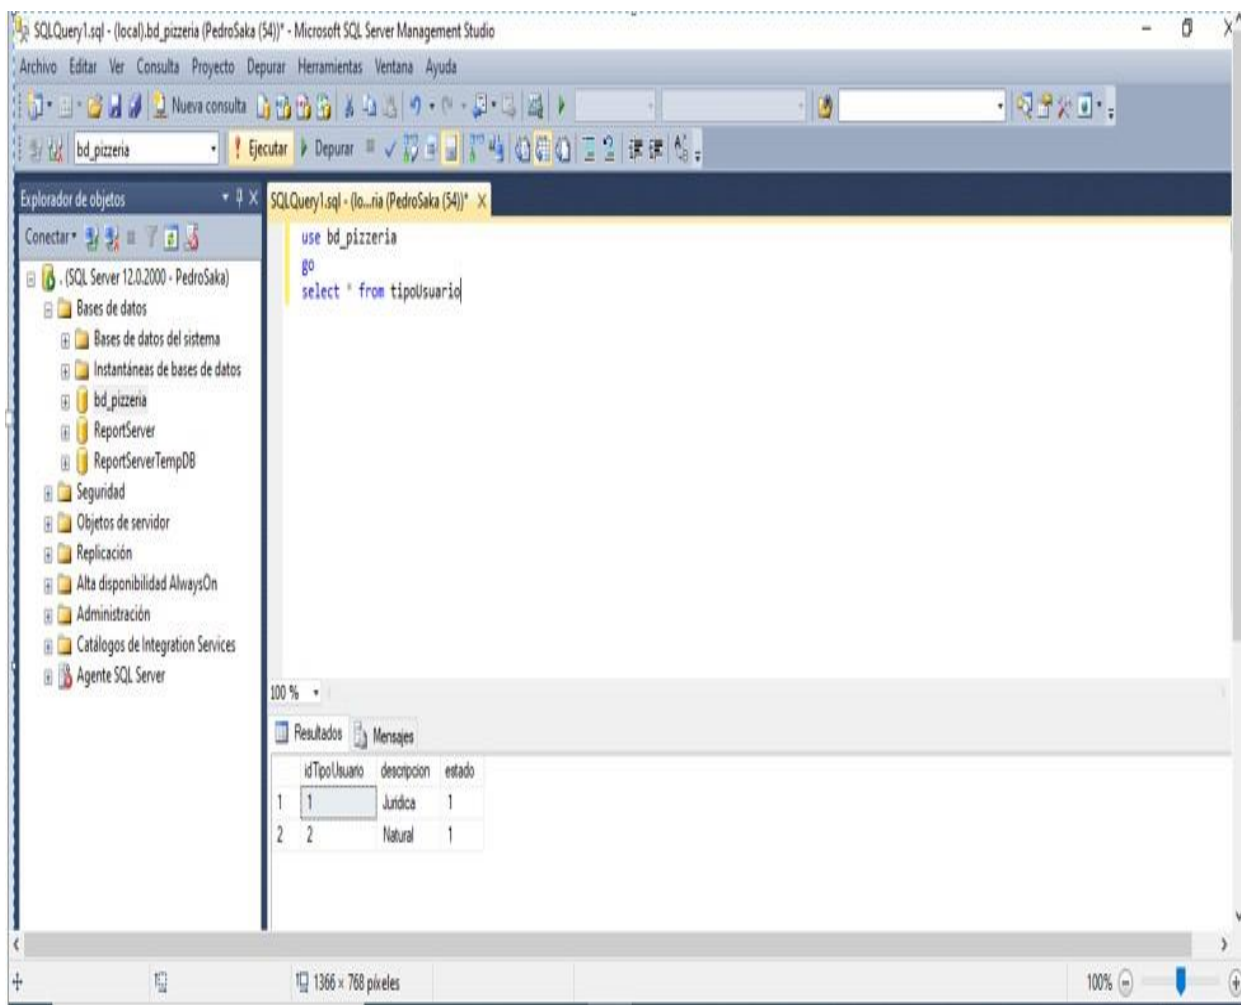 SQLQuery1.sql - (local).bd_pizzeria (PedroSaka (54))* - Microsoft SQL Server Management Studio
Archivo Editar Ver Consulta Proyecto Depurar Herramientas Ventana Ayuda
Nueva consulta
bd_pizzeria Ejecutar Depurar
Explorador de objetos
SQLQuery1.sql - (lo...ria (PedroSaka (54))*
Conectar
. (SQL Server 12.0.2000 - PedroSaka)
Bases de datos
Bases de datos del sistema
Instantáneas de bases de datos
bd_pizzeria
ReportServer
ReportServerTempDB
Seguridad
Objetos de servidor
Replicación
Alta disponibilidad AlwaysOn
Administración
Catálogos de Integration Services
Agente SQL Server
use bd_pizzeria
go
select * from tipoUsuario
100 %
Resultados Mensajes
idTipoUsuario descripcion estado
1 1 Juridica 1
2 2 Natural 1
1366 × 768 píxeles 100%